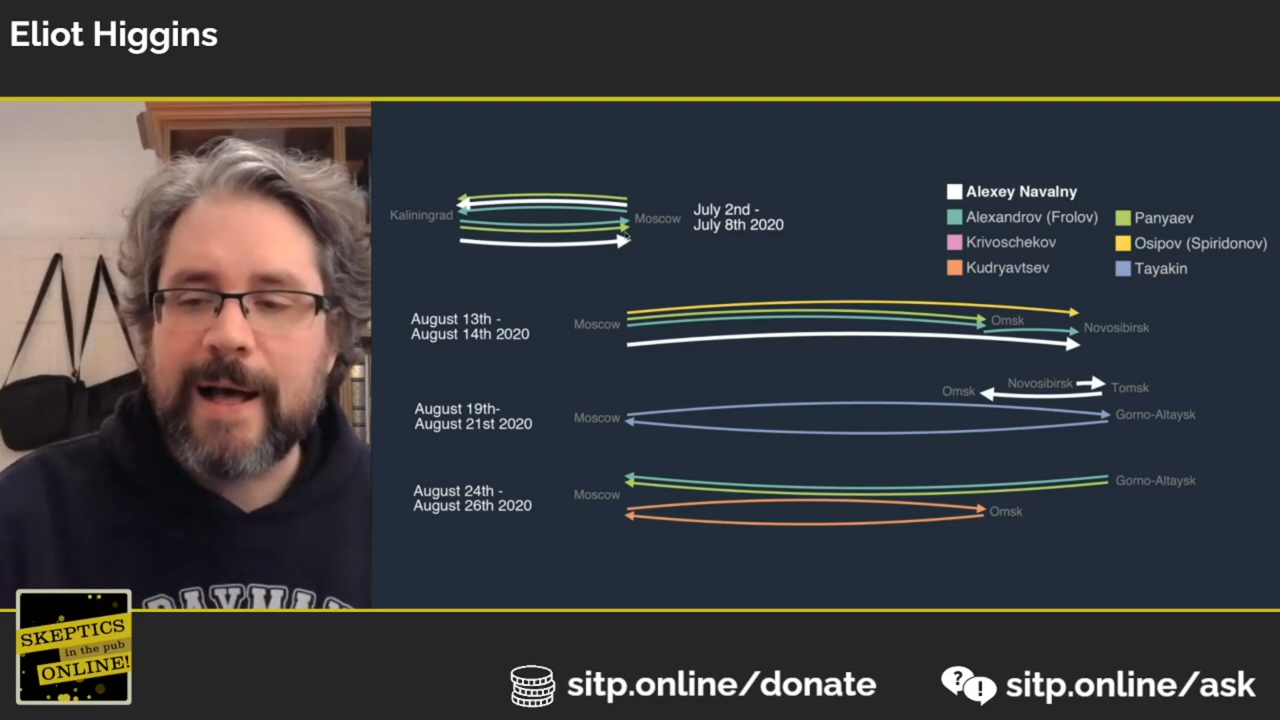 Eliot Higgins
Kaliningrad
Moscow
July 2nd -
July 8th 2020
Alexey Navalny
Alexandrov (Frolov)
Panyaev
Krivoschekov
Osipov (Spiridonov)
Kudryavtsev
Tayakin
August 13th -
August 14th 2020
Moscow
Omsk
Novosibirsk
August 19th-
August 21st 2020
Moscow
Omsk
Novosibirsk
Tomsk
Gorno-Altaysk
August 24th -
August 26th 2020
Moscow
Gorno-Altaysk
Omsk
SKEPTICS
in the pub
ONLINE!
sitp.online/donate
? !
sitp.online/ask